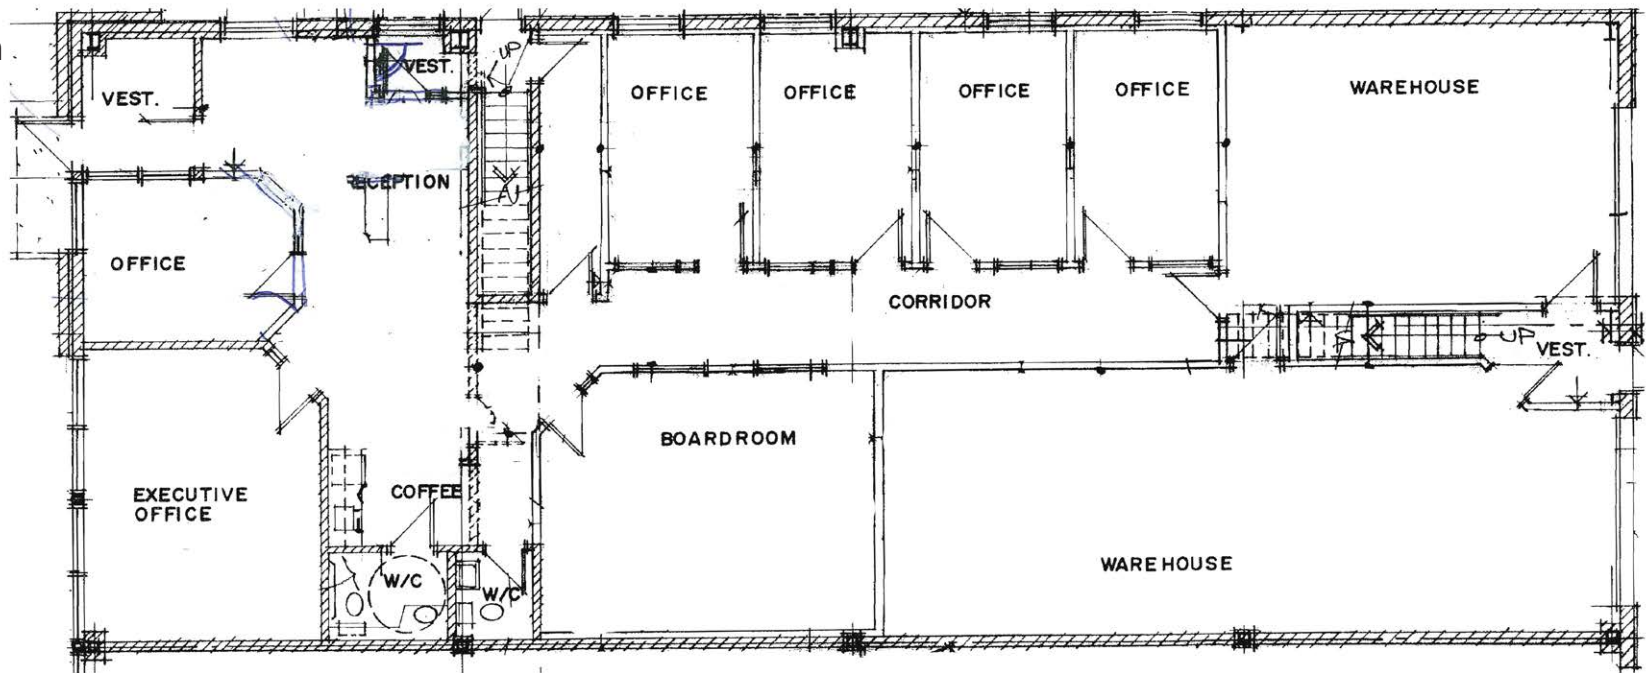 VEST.
VEST.
UP
OFFICE
OFFICE
OFFICE
OFFICE
WAREHOUSE
RECEPTION
OFFICE
CORRIDOR
UP
VEST.
BOARDROOM
EXECUTIVE
OFFICE
COFFEE
W/C
W/C
WAREHOUSE